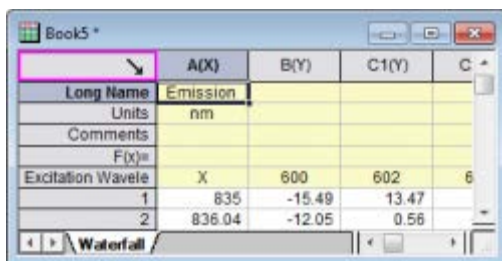 Book5 *
A(X) B(Y) C1(Y) C
Long Name Emission
Units nm
Comments
F(x)=
Excitation Wavele X 600 602 6
1 835 -15.49 13.47
2 836.04 -12.05 0.56
Waterfall